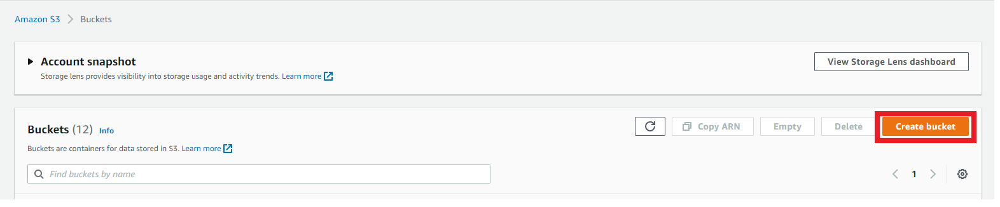 Amazon S3 > Buckets
Account snapshot
View Storage Lens dashboard
Storage lens provides visibility into storage usage and activity trends. Learn more
Buckets (12) Info
Copy ARN Empty Delete Create bucket
Buckets are containers for data stored in S3. Learn more
Find buckets by name
< 1 >